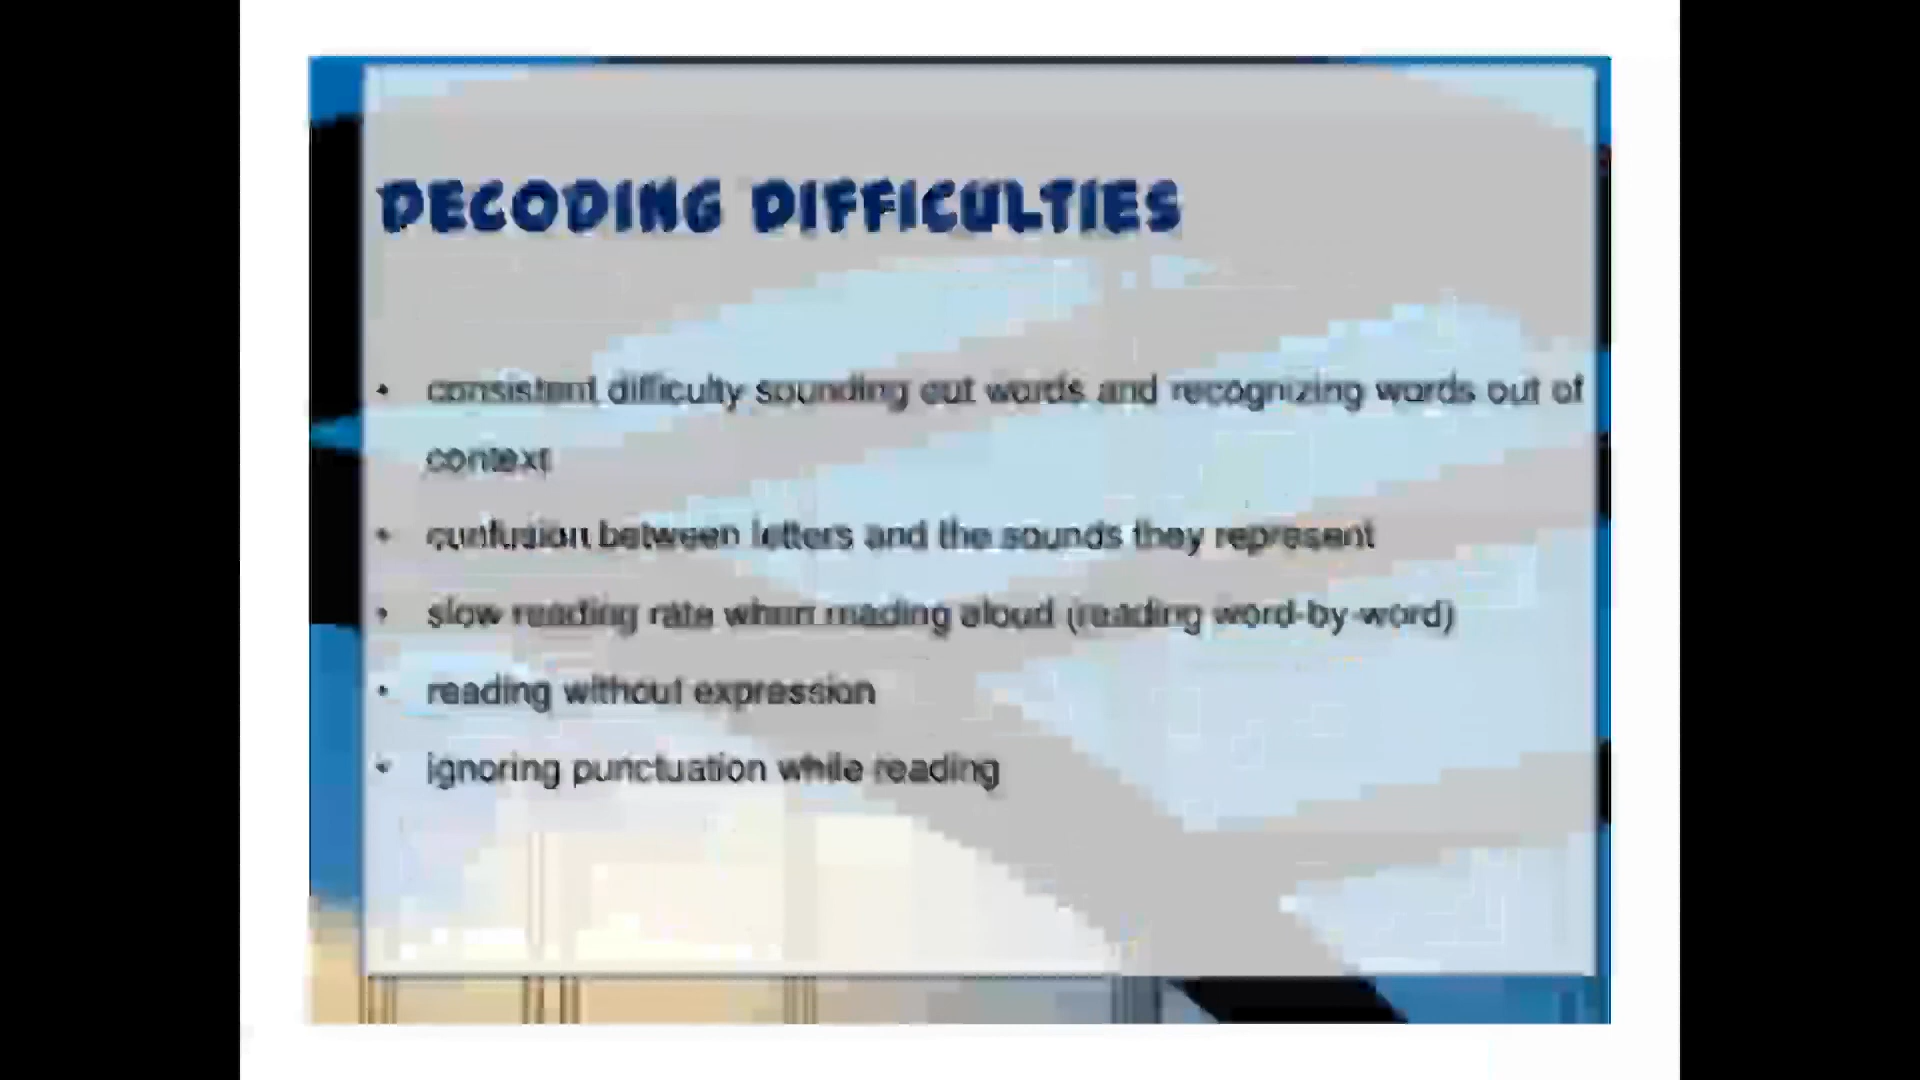 DECODING DIFFICULTIES
• consistent difficulty sounding out words and recognizing words out of
context
• confusion between letters and the sounds they represent
• slow reading rate when reading aloud (reading word-by-word)
• reading without expression
• ignoring punctuation while reading